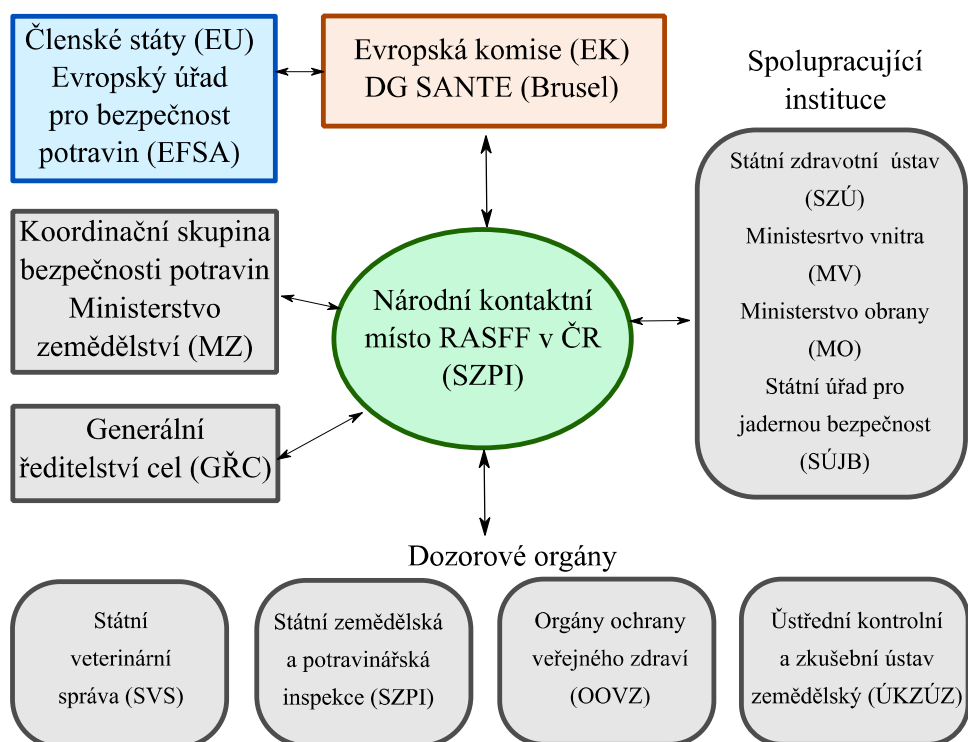 Členské státy (EU)
Evropský úřad
pro bezpečnost
potravin (EFSA)
Evropská komise (EK)
DG SANTE (Brusel)
Spolupracující
instituce
Státní zdravotní ústav
(SZÚ)
Ministesrtvo vnitra
(MV)
Ministerstvo obrany
(MO)
Státní úřad pro
jadernou bezpečnost
(SÚJB)
Koordinační skupina
bezpečnosti potravin
Ministerstvo
zemědělství (MZ)
Národní kontaktní
místo RASFF v ČR
(SZPI)
Generální
ředitelství cel (GŘC)
Dozorové orgány
Státní
veterinární
správa (SVS)
Státní zemědělská
a potravinářská
inspekce (SZPI)
Orgány ochrany
veřejného zdraví
(OOVZ)
Ǔstřední kontrolní
a zkušební ústav
zemědělský (ÚKZÚZ)